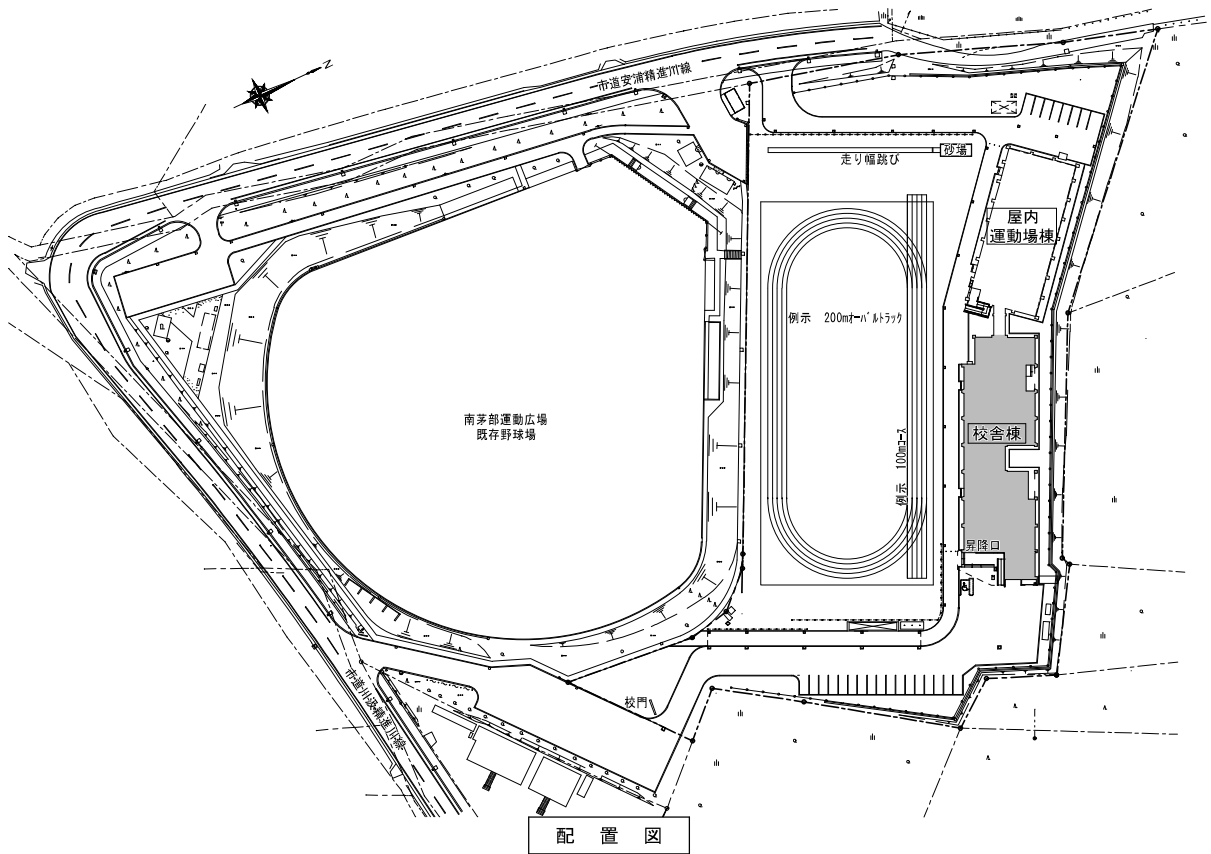 市道安浦精進川線
N
走り幅跳び
砂場
屋内
運動場棟
例示 200mオーバルトラック
南茅部運動広場
既存野球場
校舎棟
例示 100mコース
昇降口
市道川汲精進川線
校門
配 置 図